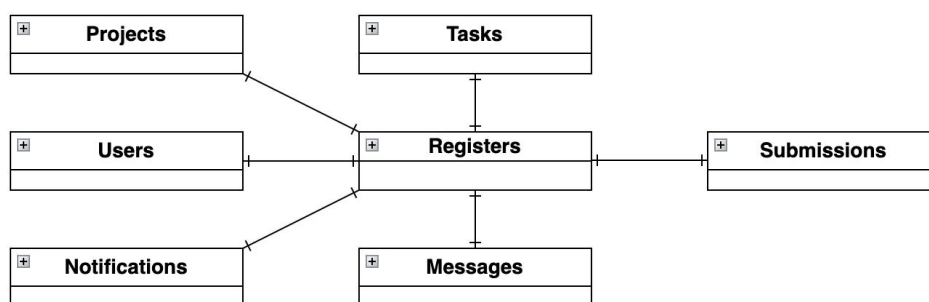 Projects
Tasks
Users
Registers
Submissions
Notifications
Messages